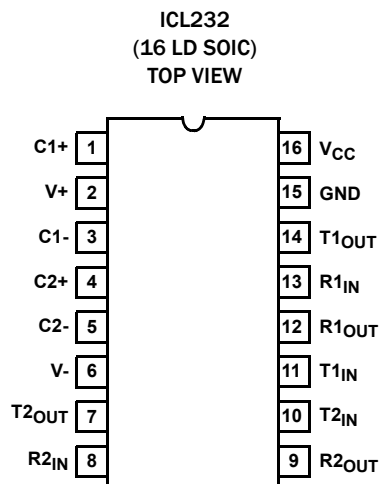 ICL232
(16 LD SOIC)
TOP VIEW
C1+ 1 16 VCC
V+ 2 15 GND
C1- 3 14 T1OUT
C2+ 4 13 R1IN
C2- 5 12 R1OUT
V- 6 11 T1IN
T2OUT 7 10 T2IN
R2IN 8 9 R2OUT